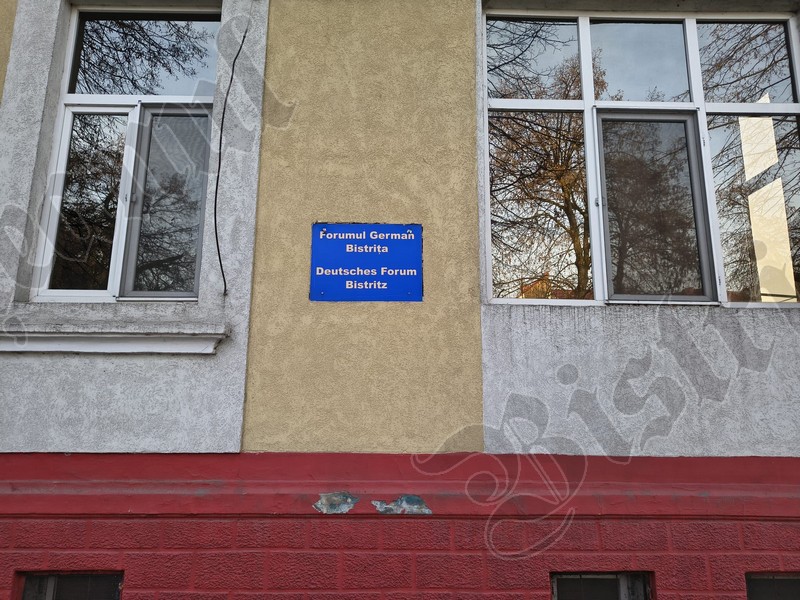 Forumul German
Bistrița
Deutsches Forum
Bistritz